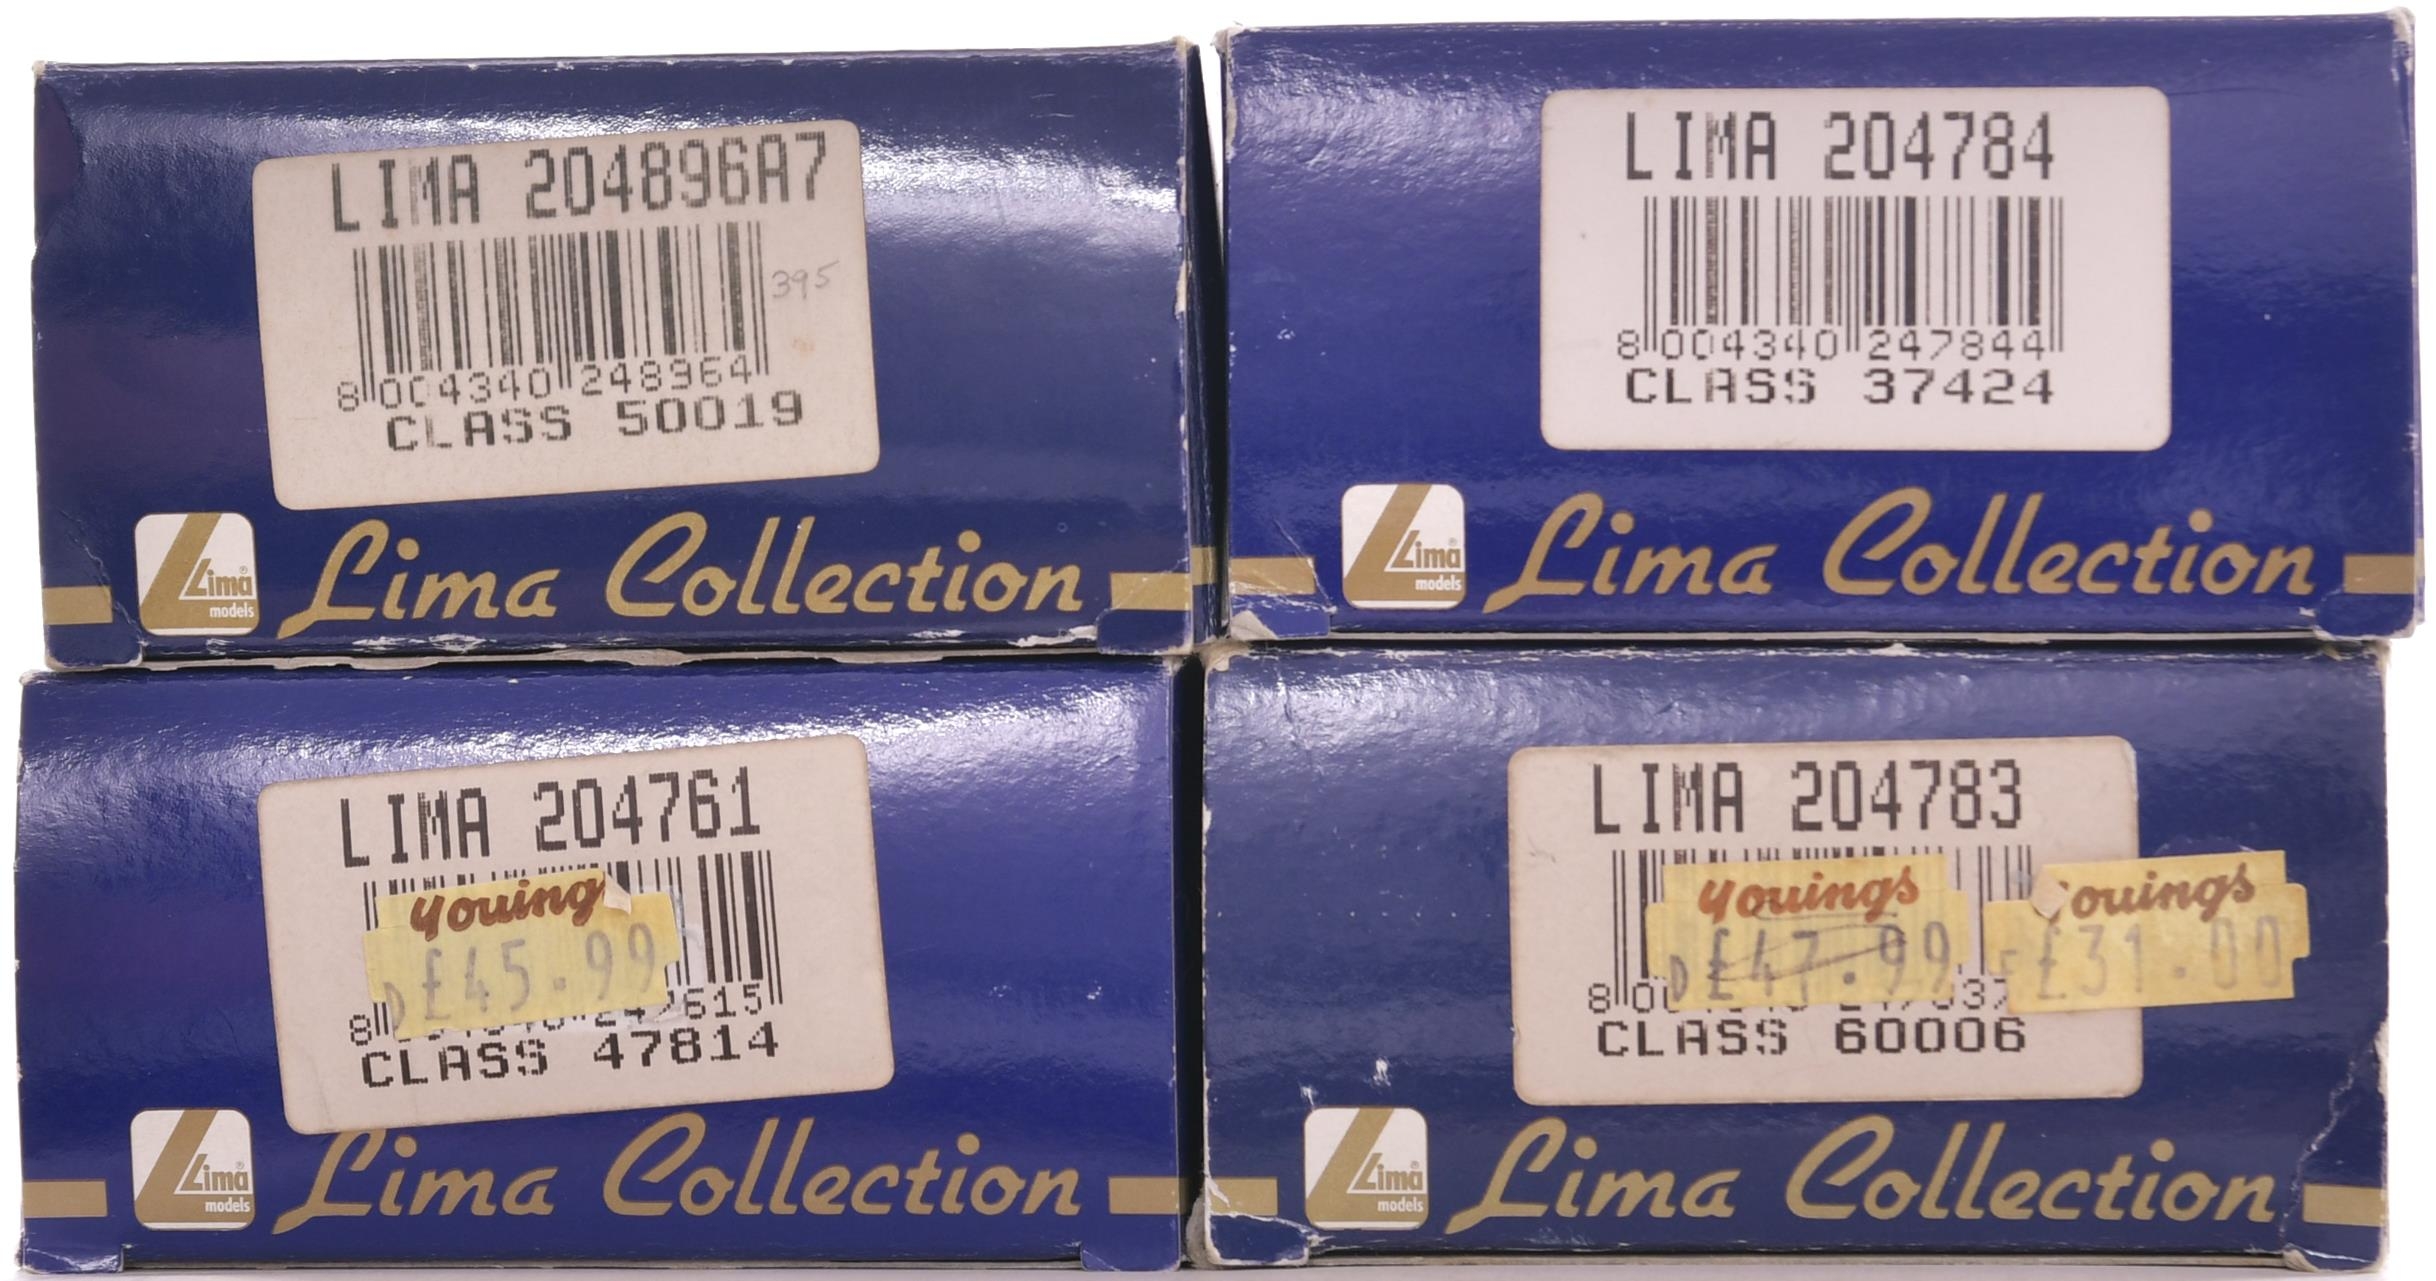 LIMA 204896A7
395
8 004340 248964
CLASS 50019
Lima models
Lima Collection
LIMA 204784
8 004340 247844
CLASS 37424
Lima models
Lima Collection
LIMA 204761
Youing
D £45.99
615
CLASS 47814
Lima models
Lima Collection
LIMA 204783
Youings
D £47.99
ouings
£31.00
CLASS 60006
Lima models
Lima Collection